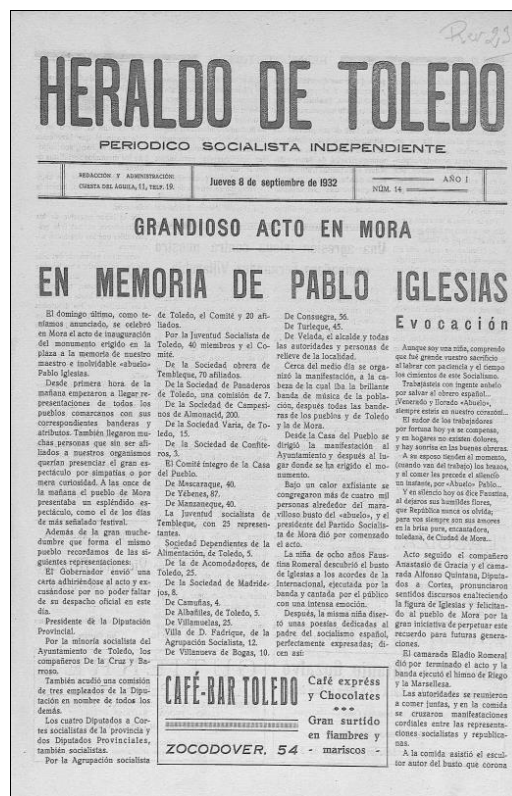 Rev 23
HERALDO DE TOLEDO
PERIODICO SOCIALISTA INDEPENDIENTE
REDACCIÓN Y ADMINISTRACIÓN:
CUESTA DEL AGUILA, 11, TELF. 19.
Jueves 8 de septiembre de 1932
AÑO I
NÚM. 14
GRANDIOSO ACTO EN MORA
EN MEMORIA DE PABLO IGLESIAS
El domingo último, como te-
níamos anunciado, se celebró
en Mora el acto de inauguración
del monumento erigido en la
plaza a la memoria de nuestro
maestro e inolvidable «abuelo»
Pablo Iglesias.
Desde primera hora de la
mañana empezaron a llegar re-
presentaciones de todos los
pueblos comarcanos con sus
correspondientes banderas y
atributos. También llegaron mu-
chas personas que sin ser afi-
liados a nuestros organismos
querían presenciar el gran es-
pectáculo por simpatías o por
mera curiosidad. A las once de
la mañana el pueblo de Mora
presentaba un espléndido es-
pectáculo, como el de los días
de más señalado festival.
Además de la gran muche-
dumbre que forma el mismo
pueblo recordamos de las si-
guientes representaciones:
El Gobernador envió una
carta adhiriéndose al acto y ex-
cusándose por no poder faltar
de su despacho oficial en este
día.
Presidente de la Diputación
Provincial.
Por la minoría socialista del
Ayuntamiento de Toledo, los
compañeros De la Cruz y Ba-
rroso.
También acudió una comisión
de tres empleados de la Dipu-
tación en nombre de todos los
demás.
Los cuatro Diputados a Cor-
tes socialistas de la provincia y
dos Diputados Provinciales,
también socialistas.
Por la Agrupación socialista
de Toledo, el Comité y 20 afi-
liados.
Por la Juventud Socialista de
Toledo, 40 miembros y el Co-
mité.
De la Sociedad obrera de
Tembleque, 70 afiliados.
De la Sociedad de Panaderos
de Toledo, una comisión de 7.
De la Sociedad de Campesi-
nos de Almonacid, 200.
De la Sociedad Varia, de To-
ledo, 15.
De la Sociedad de Confite-
ros, 3.
El Comité íntegro de la Casa
del Pueblo.
De Mascaraque, 40.
De Yébenes, 87.
De Manzaneque, 40.
La Juventud socialista de
Tembleque, con 25 represen-
tantes.
Sociedad Dependientes de la
Alimentación, de Toledo, 5.
De la de Acomodadores, de
Toledo, 25.
De la Sociedad de Madride-
jos, 8.
De Camuñas, 4.
De Albañiles, de Toledo, 5.
De Villamuelas, 25.
Villa de D. Fadrique, de la
Agrupación Socialista, 12.
De Villanueva de Bogas, 10.
De Consuegra, 56.
De Turleque, 45.
De Velada, el alcalde y todas
las autoridades y personas de
relieve de la localidad.
Cerca del medio día se orga-
nizó la manifestación, a la ca-
beza de la cual iba la brillante
banda de música de la pobla-
ción, después todas las bande-
ras de los pueblos y de Toledo
y la de Mora.
Desde la Casa del Pueblo se
dirigió la manifestación al
Ayuntamiento y después al lu-
gar donde se ha erigido el mo-
numento.
Bajo un calor exfisiante se
congregaron más de cuatro mil
personas alrededor del mara-
villoso busto del «abuelo», y el
presidente del Partido Socialis-
ta de Mora dió por comenzado
el acto.
La niña de ocho años Faus-
tina Romeral descubrió el busto
de Iglesias a los acordes de la
Internacional, ejecutada por la
banda y cantada por el público
con una intensa emoción.
Después, la misma niña diser-
tó unas poesías dedicadas al
padre del socialismo español,
perfectamente expresadas; di-
cen así:
Evocación
Aunque soy una niña, comprendo
que fué grande vuestro sacrificio
al labrar con paciencia y el tiempo
los cimientos de este Socialismo.
Trabajásteis con ingente anhelo
por salvar al obrero español...
¡Venerado y llorado «Abuelo»,
siempre estéis en nuestro corazón!..
El sudor de los trabajadores
por fortuna hoy ya se compensa,
y en hogares no existen dolores,
y hay sonrisa en las buenas obreras.
A su esposo tienden al momento,
(cuando van del trabajo) los brazos,
y al comer les precede el silencio
un instante, por «Abuelo» Pablo...
Y en silencio hoy os dice Faustina,
al dejaros sus humildes flores,
que República nunca os olvida;
para vos siempre son sus amores
en la brisa pura, encantadora,
toledana, de Ciudad de Mora...
Acto seguido el compañero
Anastasio de Gracia y el cama-
rada Alfonso Quintana, Diputa-
dos a Cortes, pronunciaron
sentidos discursos enalteciendo
la figura de Iglesias y felicitan-
do al pueblo de Mora por la
gran iniciativa de perpetuar este
recuerdo para futuras genera-
ciones.
El camarada Eladio Romeral
dió por terminado el acto y la
banda ejecutó el himno de Riego
y la Marsellesa.
Las autoridades se reunieron
a comer juntas, y en la comida
se cruzaron manifestaciones
cordiales entre las representa-
ciones socialistas y republica-
nas.
A la comida asistió el escul-
tor autor del busto que corona
CAFÉ-BAR TOLEDO
ZOCODOVER, 54
Café expréss
y Chocolates
Gran surtido
en fiambres y
- mariscos -